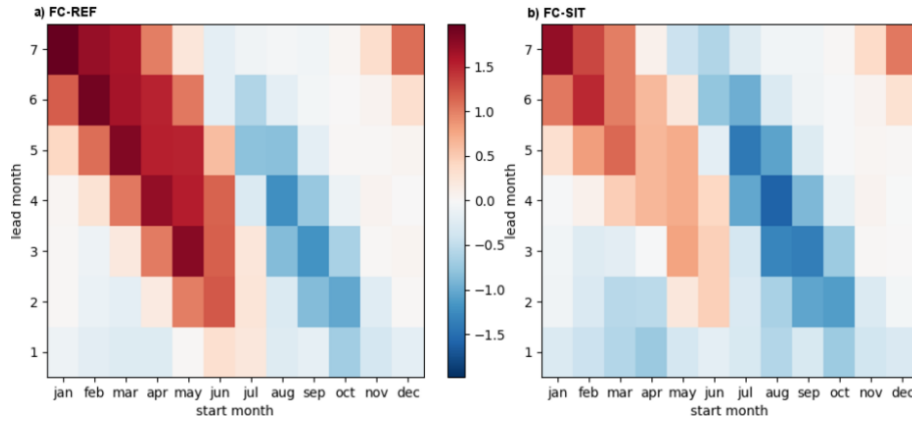 a) FC-REF
b) FC-SIT
7
6
5
4
3
2
1
lead month
jan feb mar apr may jun jul aug sep oct nov dec
start month
1.5
1.0
0.5
0.0
−0.5
−1.0
−1.5
7
6
5
4
3
2
1
lead month
jan feb mar apr may jun jul aug sep oct nov dec
start month